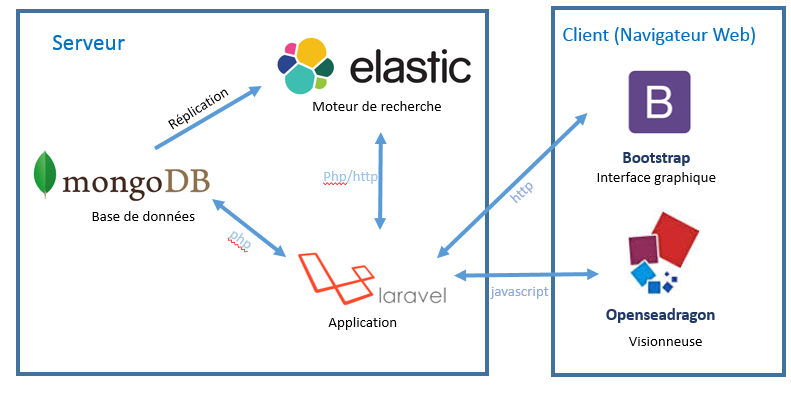 Serveur
Client (Navigateur Web)
elastic
Moteur de recherche
Réplication
B
mongoDB
Base de données
Php/http
Bootstrap
Interface graphique
http
php
laravel
Application
javascript
Openseadragon
Visionneuse